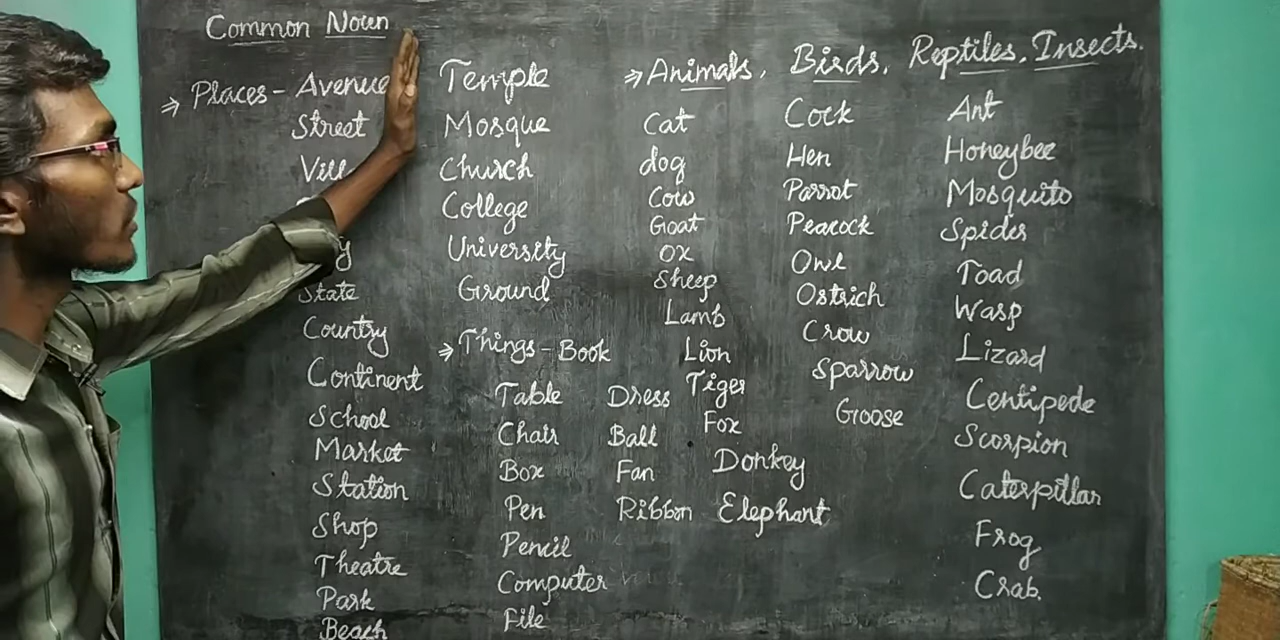 Common Noun
⇒ Places - Avenue
Street
State
Country
Continent
School
Market
Station
Shop
Theatre
Park
Beach
Temple
Mosque
Church
College
University
Ground
⇒ Things - Book
Table
Chair
Box
Pen
Pencil
Computer
File
Dress
Ball
Fan
Ribbon
⇒ Animals, Birds, Reptiles, Insects.
Cat
dog
Cow
Goat
Ox
Sheep
Lamb
Lion
Tiger
Fox
Donkey
Elephant
Cock
Hen
Parrot
Peacock
Owl
Ostrich
Crow
Sparrow
Goose
Ant
Honeybee
Mosquito
Spider
Toad
Wasp
Lizard
Centipede
Scorpion
Caterpillar
Frog
Crab.